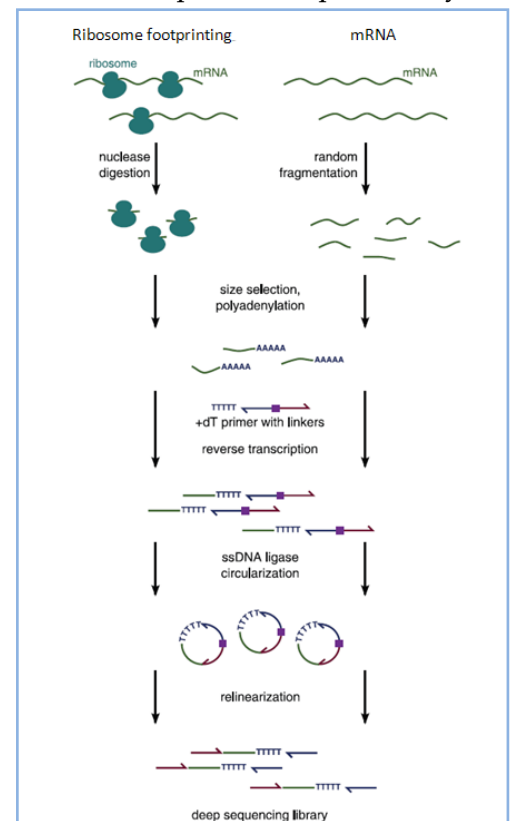 Ribosome footprinting
mRNA
ribosome
mRNA
mRNA
nuclease
digestion
random
fragmentation
size selection,
polyadenylation
AAAAA
AAAAA
AAAAA
TTTTT
+dT primer with linkers
reverse transcription
TTTTT
TTTTT
TTTTT
ssDNA ligase
circularization
TTTTT
TTTTT
TTTTT
relinearization
TTTTT
TTTTT
TTTTT
deep sequencing library